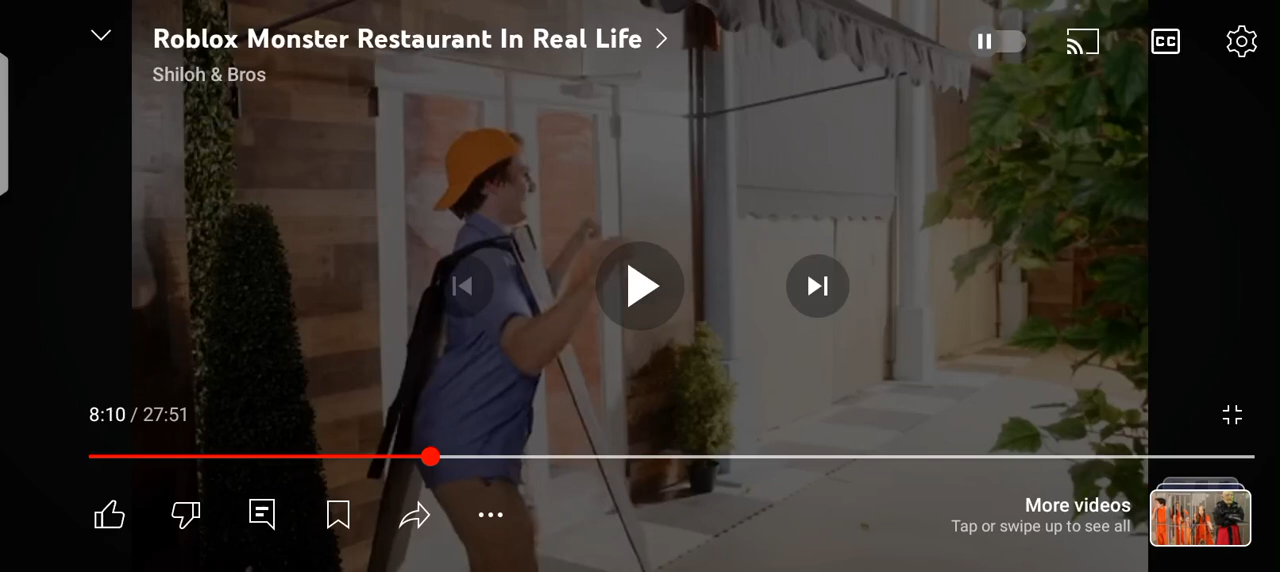 Roblox Monster Restaurant In Real Life
Shiloh & Bros
CC
8:10 / 27:51
More videos
Tap or swipe up to see all